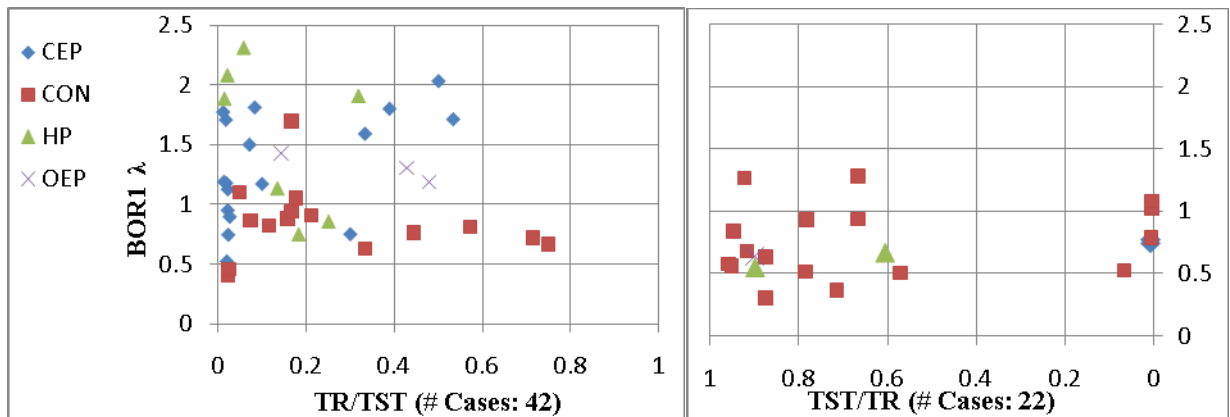 CEP
CON
HP
OEP
BOR1 λ
2.5
2
1.5
1
0.5
0
0 0.2 0.4 0.6 0.8 1
TR/TST (# Cases: 42)
2.5
2
1.5
1
0.5
0
1 0.8 0.6 0.4 0.2 0
TST/TR (# Cases: 22)